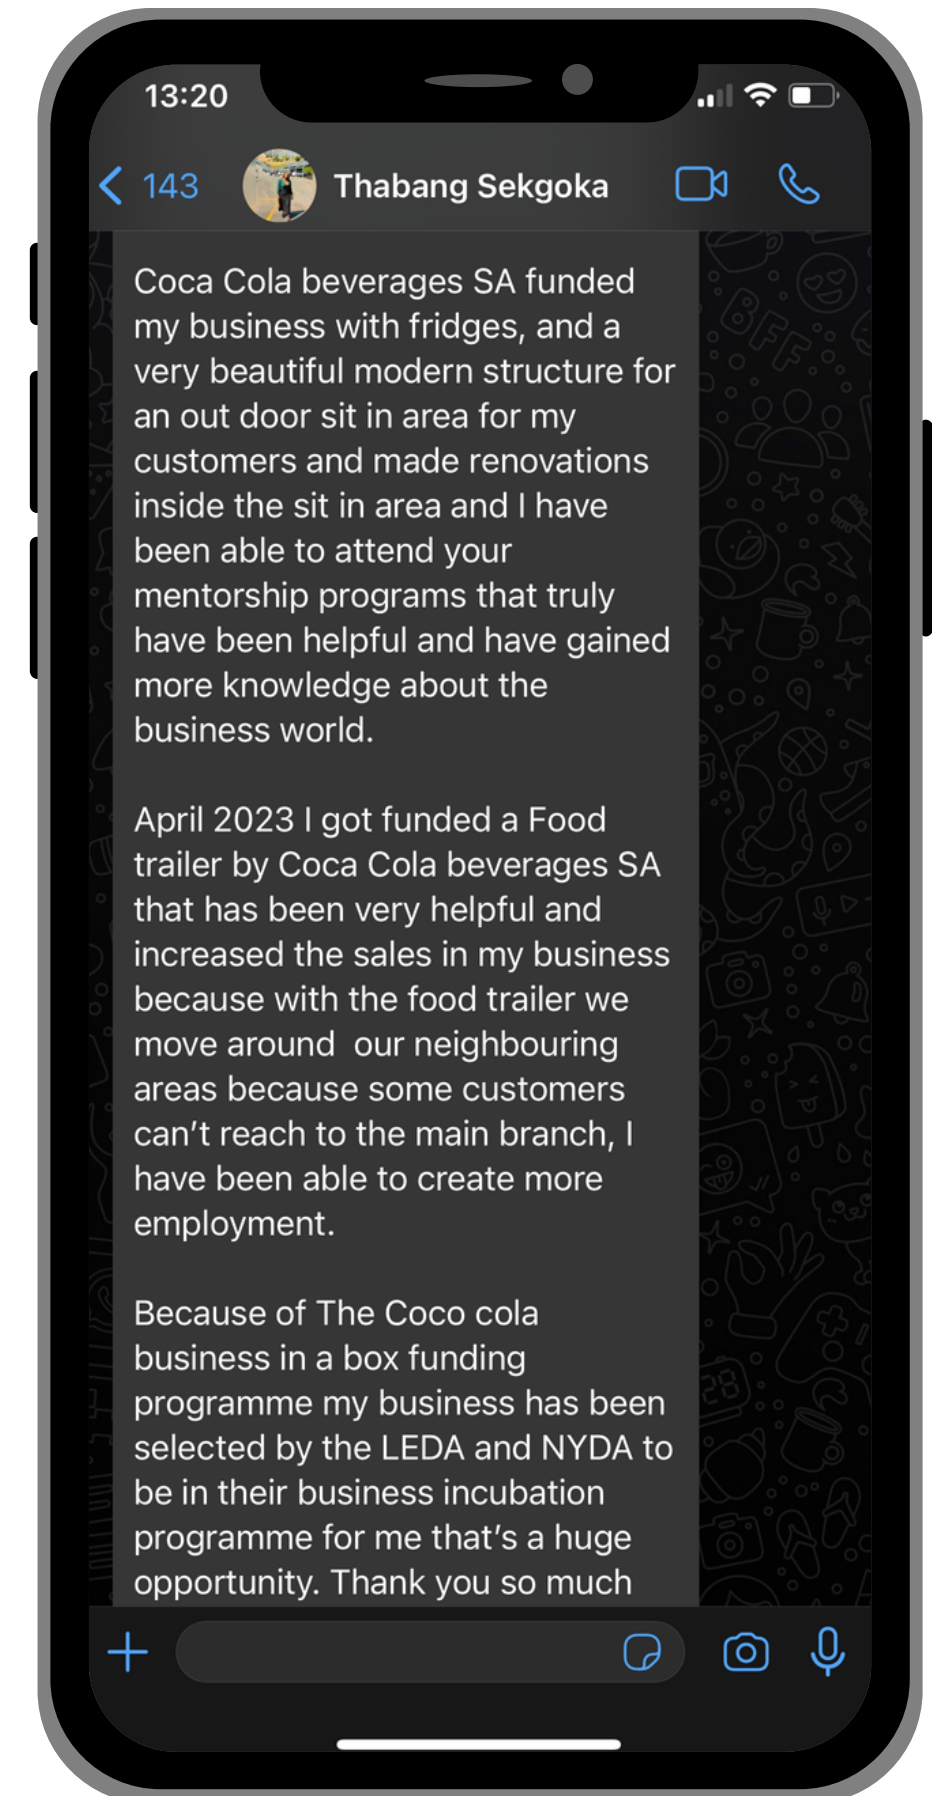 13:20
143
Thabang Sekgoka
Coca Cola beverages SA funded
my business with fridges, and a
very beautiful modern structure for
an out door sit in area for my
customers and made renovations
inside the sit in area and I have
been able to attend your
mentorship programs that truly
have been helpful and have gained
more knowledge about the
business world.
April 2023 I got funded a Food
trailer by Coca Cola beverages SA
that has been very helpful and
increased the sales in my business
because with the food trailer we
move around  our neighbouring
areas because some customers
can't reach to the main branch, I
have been able to create more
employment.
Because of The Coco cola
business in a box funding
programme my business has been
selected by the LEDA and NYDA to
be in their business incubation
programme for me that's a huge
opportunity. Thank you so much
BFF
28